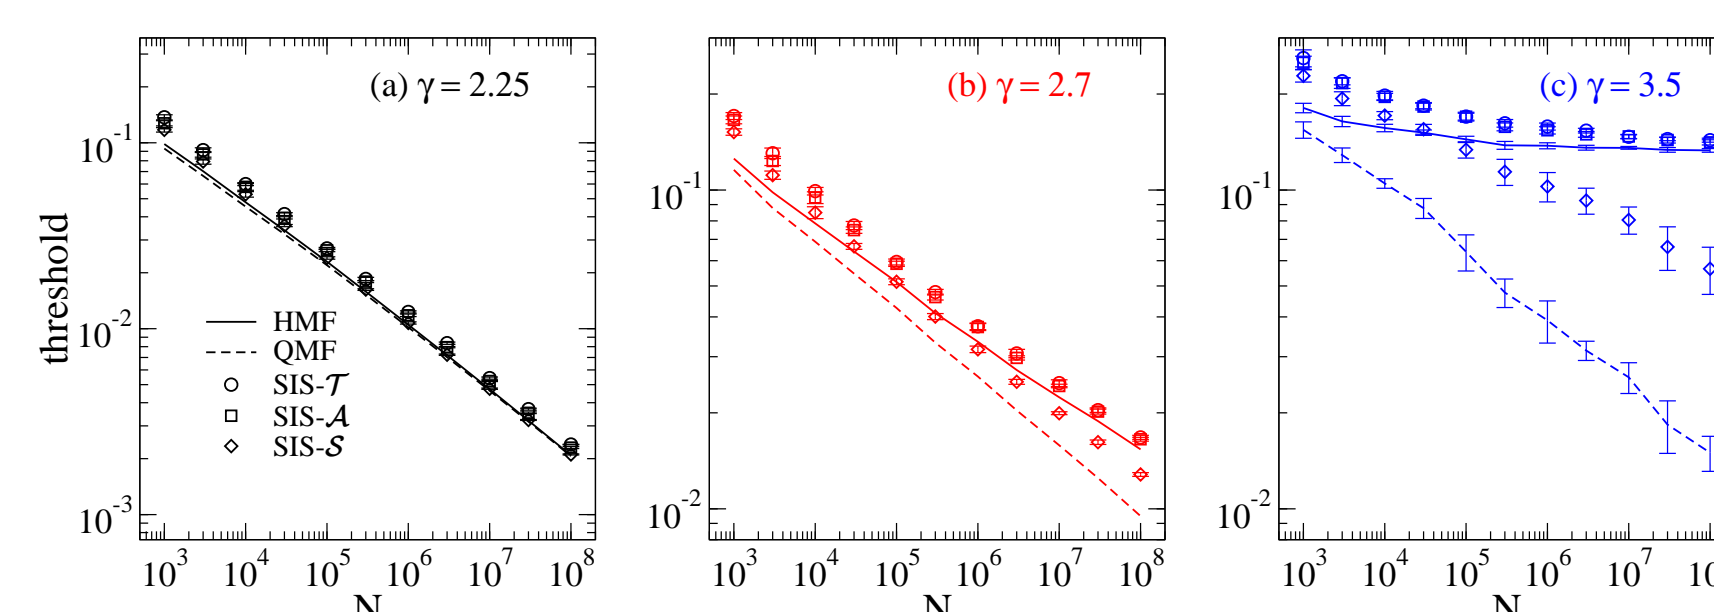 (a) γ = 2.25
(b) γ = 2.7
(c) γ = 3.5
threshold
10^-1
10^-2
10^-3
HMF
QMF
SIS-𝒯
SIS-𝒜
SIS-𝒮
10^3 10^4 10^5 10^6 10^7 10^8
N
10^-1
10^-2
10^3 10^4 10^5 10^6 10^7 10^8
N
10^-1
10^-2
10^3 10^4 10^5 10^6 10^7
N